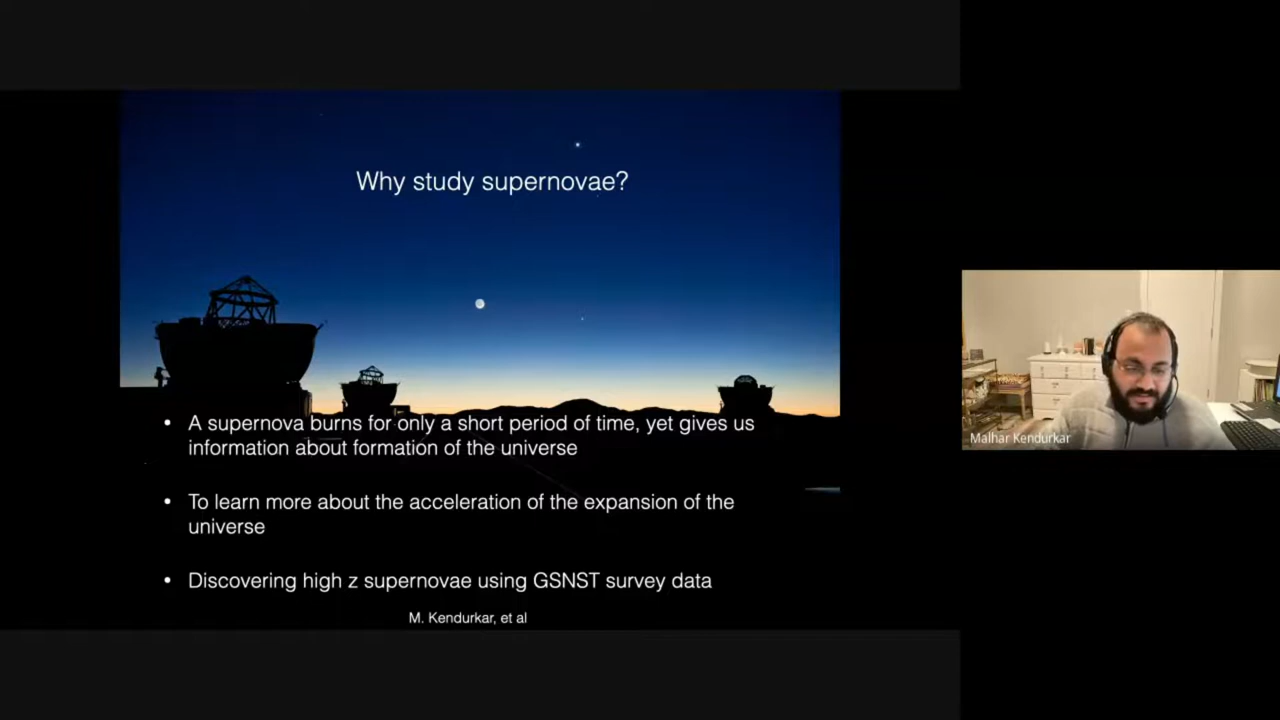 Why study supernovae?
• A supernova burns for only a short period of time, yet gives us
information about formation of the universe
• To learn more about the acceleration of the expansion of the
universe
• Discovering high z supernovae using GSNST survey data
M. Kendurkar, et al
Malhar Kendurkar